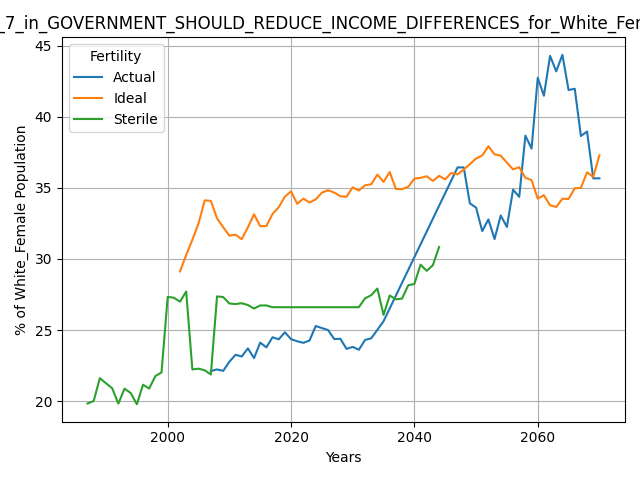 _7_in_GOVERNMENT_SHOULD_REDUCE_INCOME_DIFFERENCES_for_White_Fem
Fertility
Actual
Ideal
Sterile
% of White_Female Population
45
40
35
30
25
20
2000
2020
2040
2060
Years